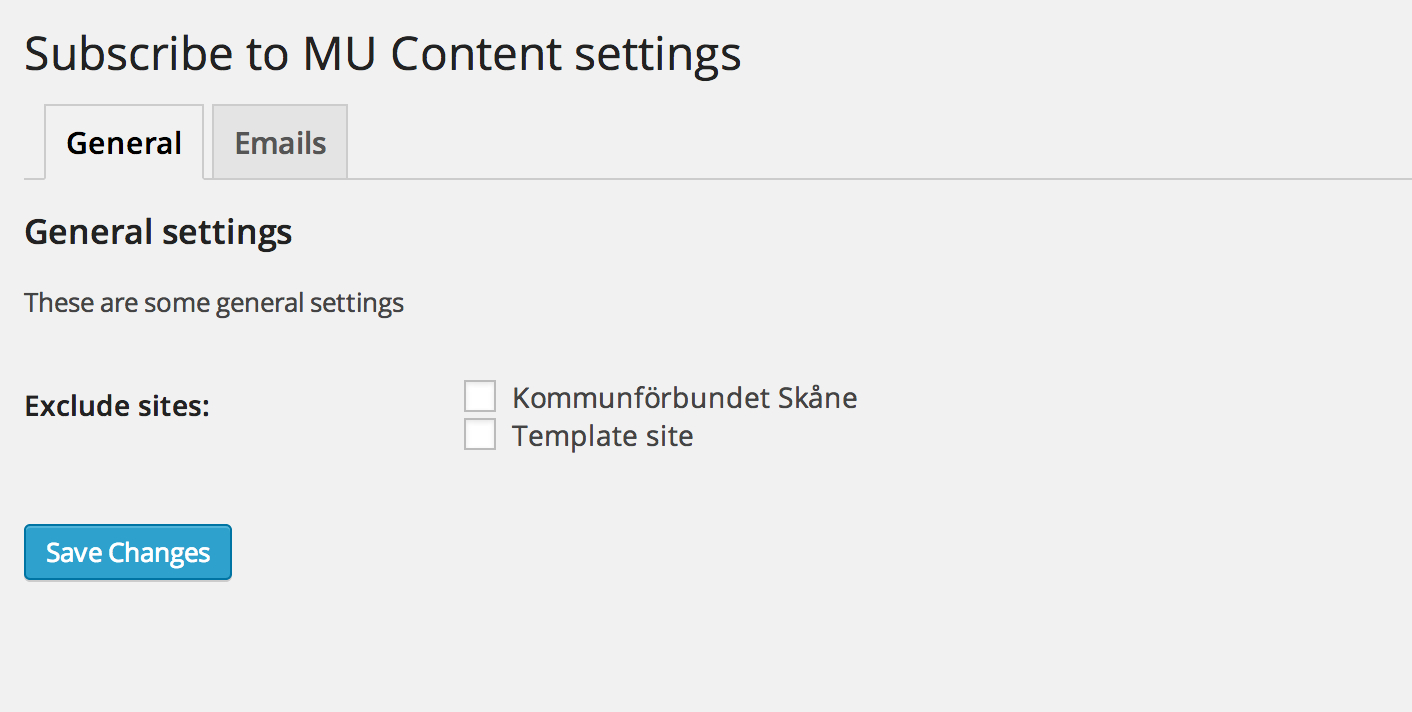 Subscribe to MU Content settings
General
Emails
General settings
These are some general settings
Exclude sites:
Kommunförbundet Skåne
Template site
Save Changes